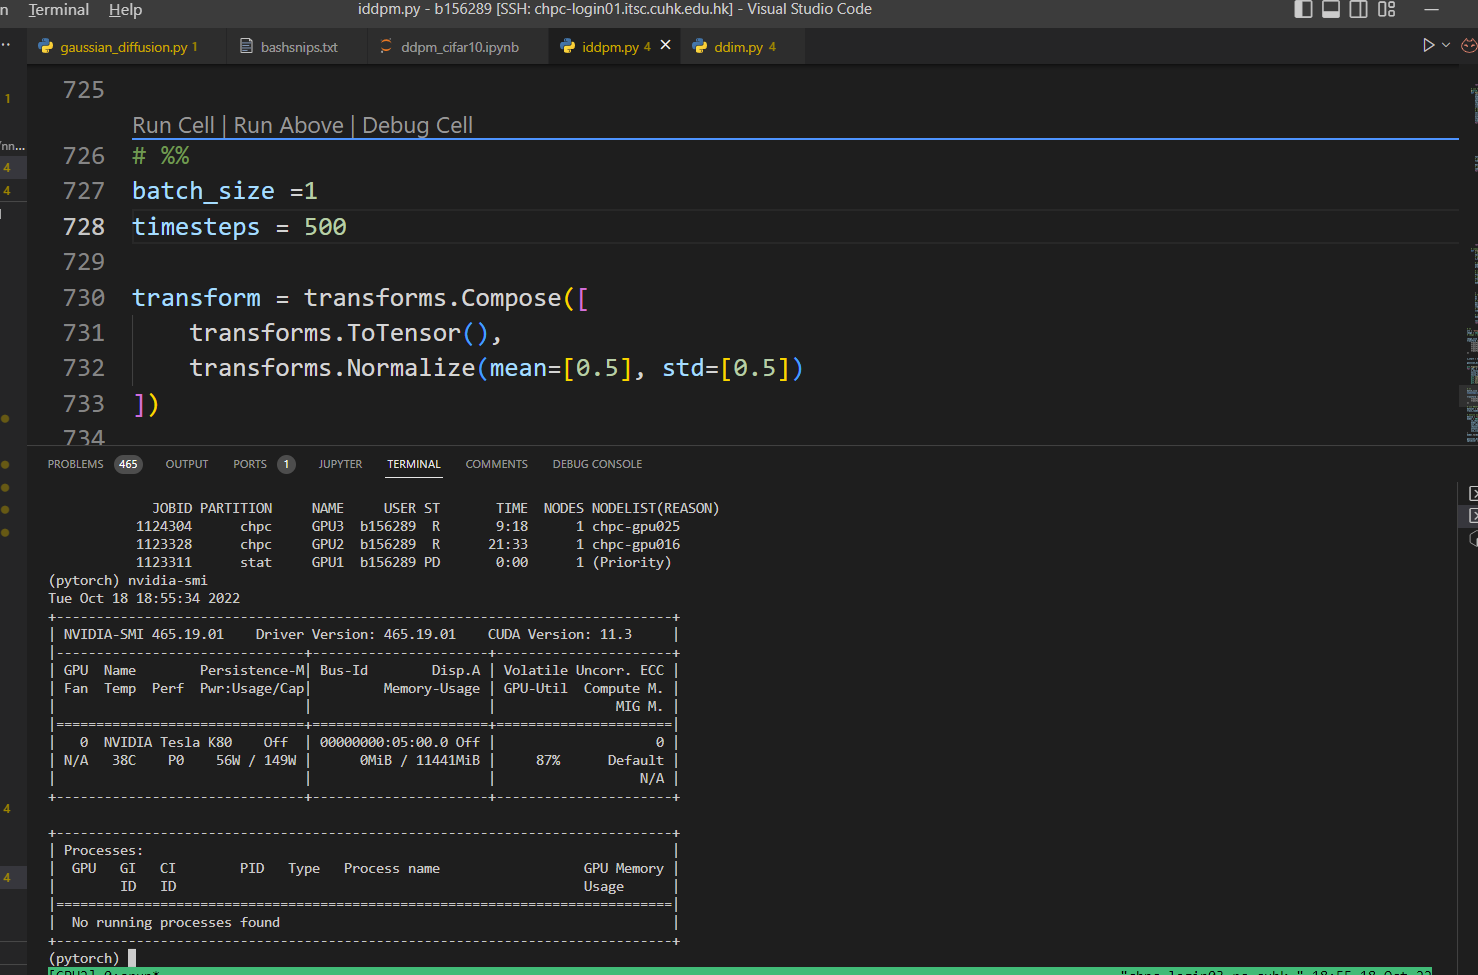 n Terminal Help iddpm.py - b156289 [SSH: chpc-login01.itsc.cuhk.edu.hk] - Visual Studio Code
gaussian_diffusion.py 1 bashsnips.txt ddpm_cifar10.ipynb iddpm.py 4 ddim.py 4
725
Run Cell | Run Above | Debug Cell
726 # %%
727 batch_size =1
728 timesteps = 500
729
730 transform = transforms.Compose([
731 transforms.ToTensor(),
732 transforms.Normalize(mean=[0.5], std=[0.5])
733 ])
734
1
/nn...
4
4
4
4
PROBLEMS 465 OUTPUT PORTS 1 JUPYTER TERMINAL COMMENTS DEBUG CONSOLE
JOBID PARTITION NAME USER ST TIME NODES NODELIST(REASON)
1124304 chpc GPU3 b156289 R 9:18 1 chpc-gpu025
1123328 chpc GPU2 b156289 R 21:33 1 chpc-gpu016
1123311 stat GPU1 b156289 PD 0:00 1 (Priority)
(pytorch) nvidia-smi
Tue Oct 18 18:55:34 2022
+-----------------------------------------------------------------------------+
| NVIDIA-SMI 465.19.01 Driver Version: 465.19.01 CUDA Version: 11.3 |
|-------------------------------+----------------------+----------------------+
| GPU Name Persistence-M| Bus-Id Disp.A | Volatile Uncorr. ECC |
| Fan Temp Perf Pwr:Usage/Cap| Memory-Usage | GPU-Util Compute M. |
| | | MIG M. |
|===============================+======================+======================|
| 0 NVIDIA Tesla K80 Off | 00000000:05:00.0 Off | 0 |
| N/A 38C P0 56W / 149W | 0MiB / 11441MiB | 87% Default |
| | | N/A |
+-------------------------------+----------------------+----------------------+
+-----------------------------------------------------------------------------+
| Processes: |
| GPU GI CI PID Type Process name GPU Memory |
| ID ID Usage |
|=============================================================================|
| No running processes found |
+-----------------------------------------------------------------------------+
(pytorch)